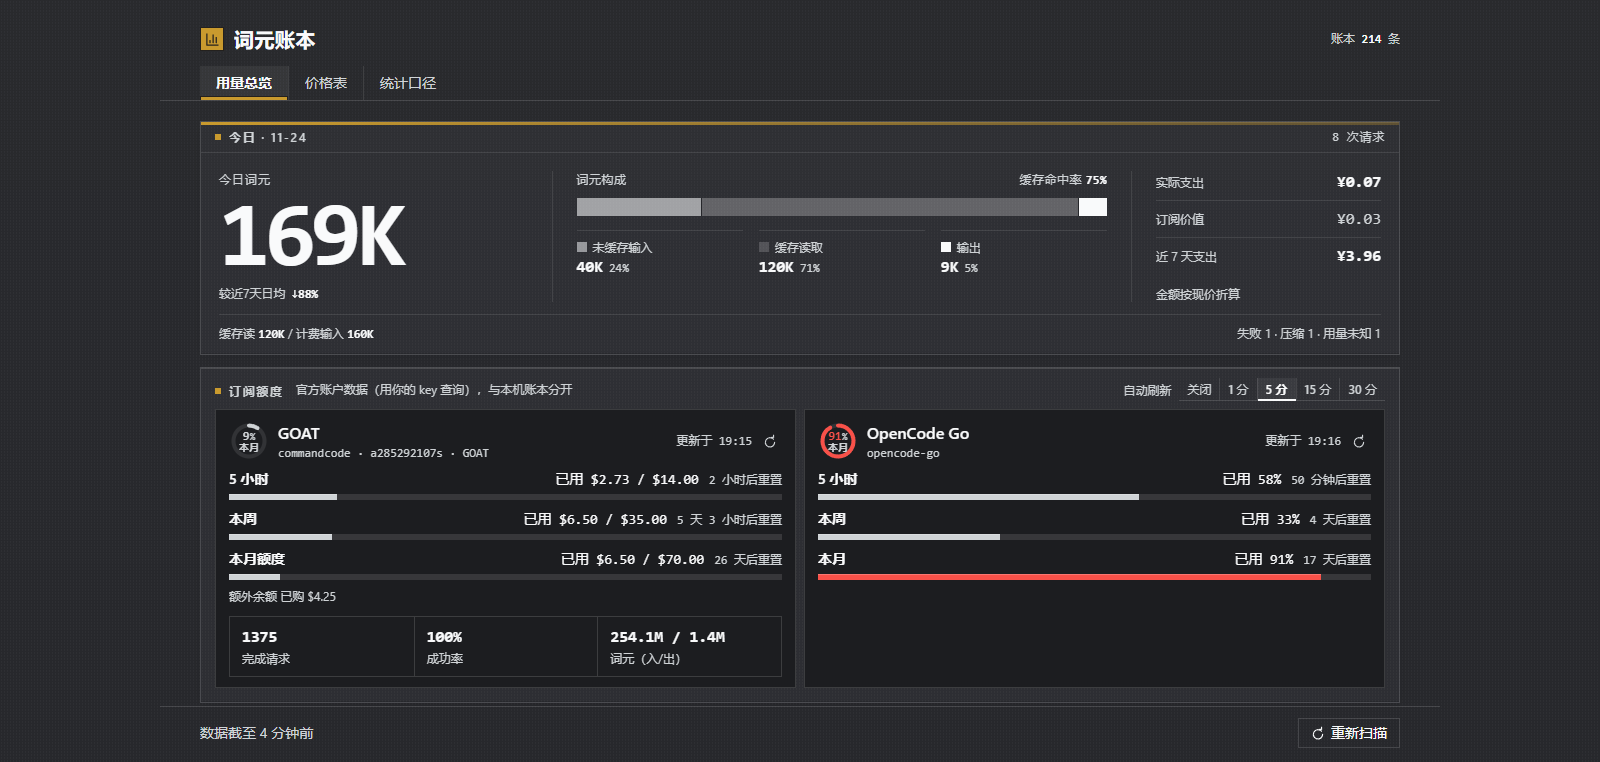 词元账本
账本 214 条
用量总览 价格表 统计口径
今日 · 11-24
8 次请求
今日词元
169K
较近7天日均 ↓88%
词元构成
缓存命中率 75%
未缓存输入
40K 24%
缓存读取
120K 71%
输出
9K 5%
实际支出 ¥0.07
订阅价值 ¥0.03
近 7 天支出 ¥3.96
金额按现价折算
缓存读 120K / 计费输入 160K
失败 1 · 压缩 1 · 用量未知 1
订阅额度 官方账户数据（用你的 key 查询），与本机账本分开
自动刷新 关闭 1 分 5 分 15 分 30 分
9%
本月
GOAT
commandcode · a285292107s · GOAT
更新于 19:15
5 小时 已用 $2.73 / $14.00 2 小时后重置
本周 已用 $6.50 / $35.00 5 天 3 小时后重置
本月额度 已用 $6.50 / $70.00 26 天后重置
额外余额 已购 $4.25
1375
完成请求
100%
成功率
254.1M / 1.4M
词元（入/出）
91%
本月
OpenCode Go
opencode-go
更新于 19:16
5 小时 已用 58% 50 分钟后重置
本周 已用 33% 4 天后重置
本月 已用 91% 17 天后重置
数据截至 4 分钟前
重新扫描